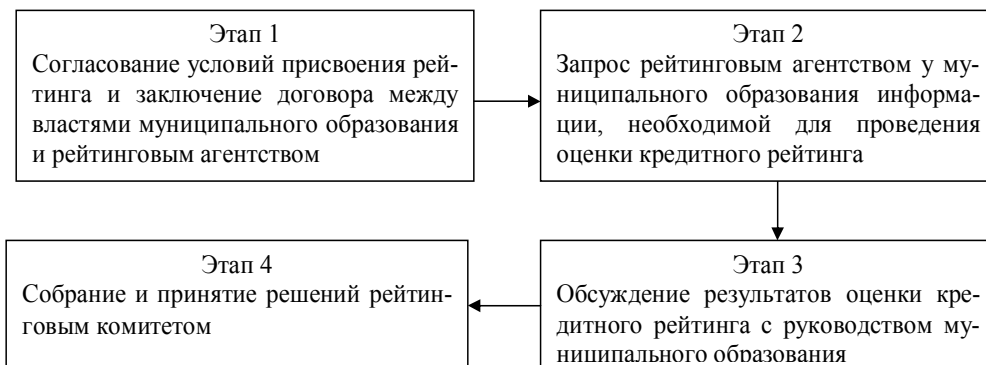 Этап 1
Согласование условий присвоения рей-
тинга и заключение договора между
властями муниципального образования
и рейтинговым агентством
Этап 2
Запрос рейтинговым агентством у му-
ниципального образования информа-
ции, необходимой для проведения
оценки кредитного рейтинга
Этап 3
Обсуждение результатов оценки кре-
дитного рейтинга с руководством му-
ниципального образования
Этап 4
Собрание и принятие решений рейтин-
говым комитетом